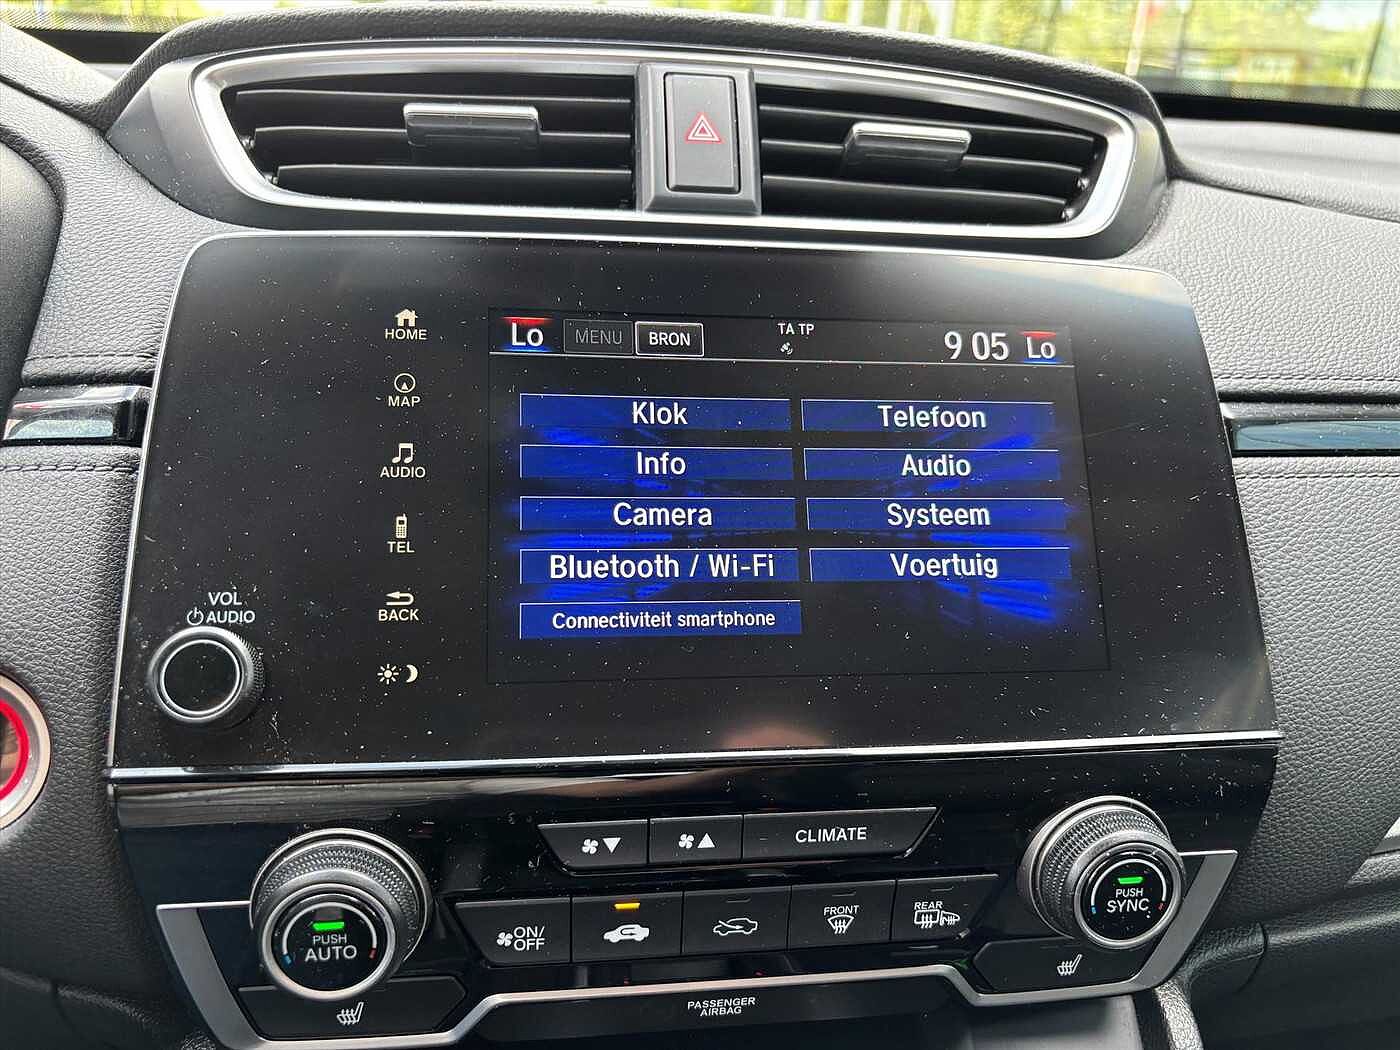 HOME
MAP
AUDIO
TEL
BACK
VOL
AUDIO
Lo MENU BRON TA TP 9 05 Lo
Klok Telefoon
Info Audio
Camera Systeem
Bluetooth / Wi-Fi Voertuig
Connectiviteit smartphone
CLIMATE
PUSH
AUTO
ON/
OFF
FRONT
REAR
PUSH
SYNC
PASSENGER
AIRBAG